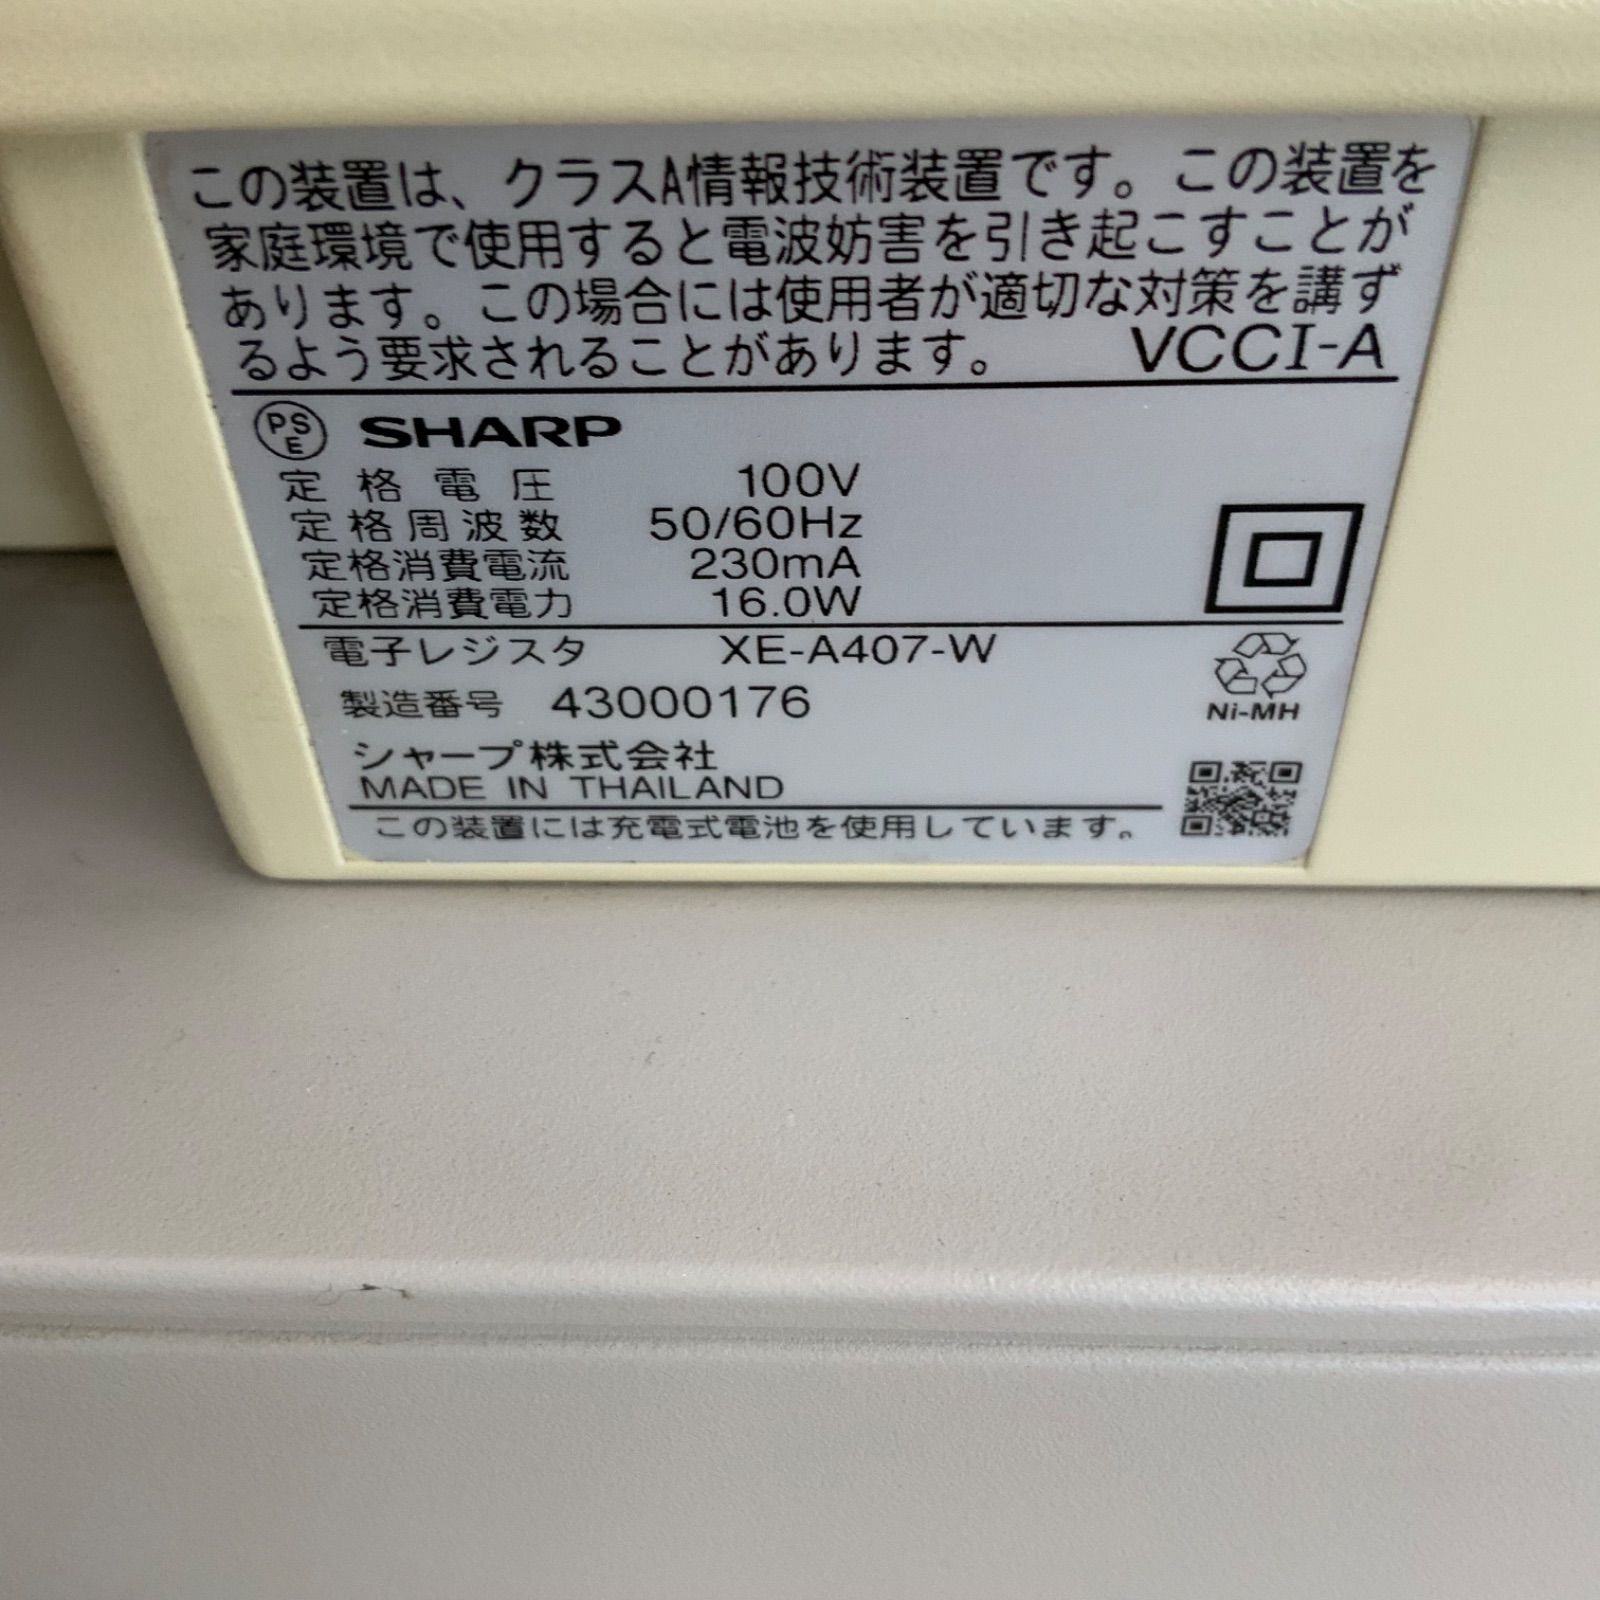 この装置は、クラスA情報技術装置です。この装置を
家庭環境で使用すると電波妨害を引き起こすことが
あります。この場合には使用者が適切な対策を講ず
るよう要求されることがあります。 VCCI-A
PSE SHARP
定格電圧 100V
定格周波数 50/60Hz
定格消費電流 230mA
定格消費電力 16.0W
電子レジスタ XE-A407-W
製造番号 43000176
Ni-MH
シャープ株式会社
MADE IN THAILAND
この装置には充電式電池を使用しています。